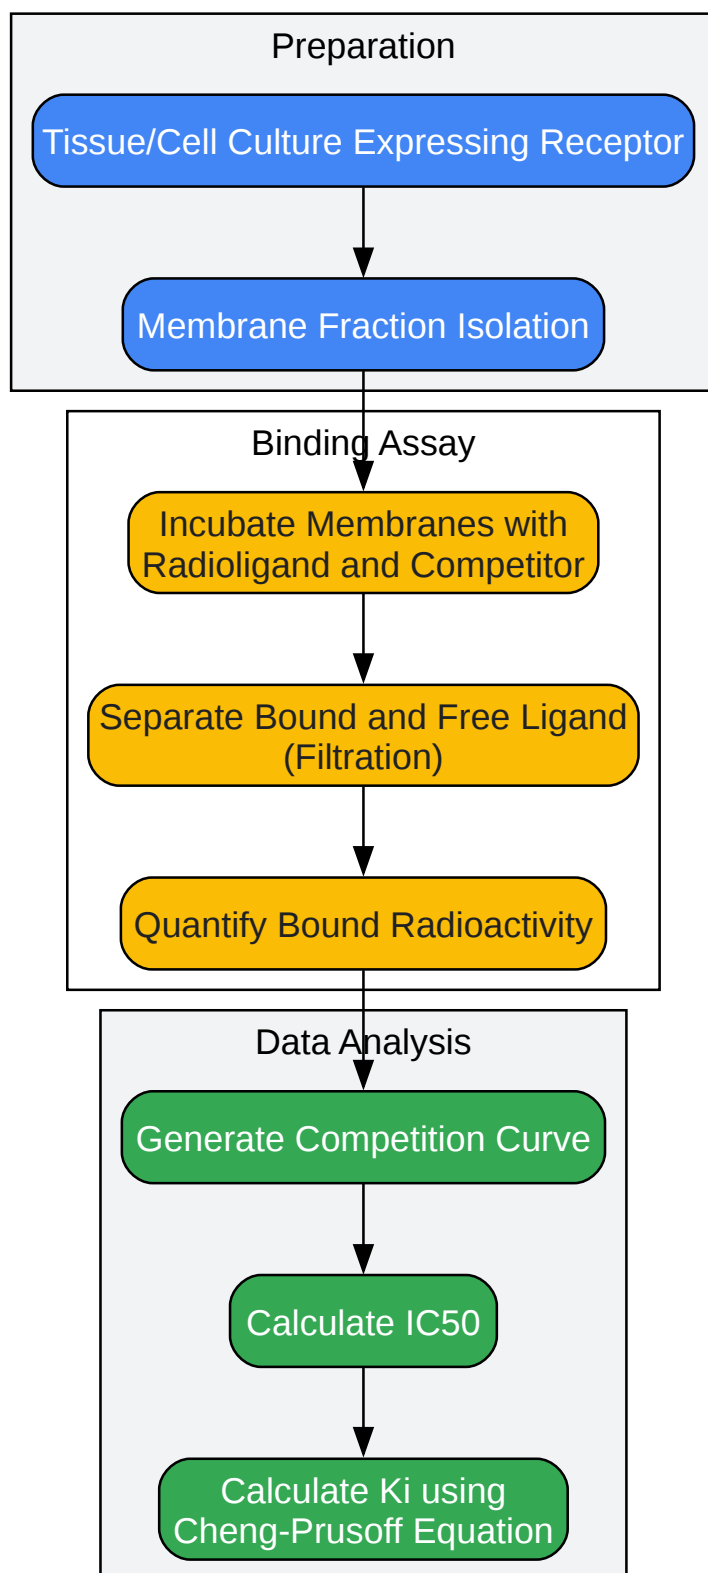 Preparation
Tissue/Cell Culture Expressing Receptor
Membrane Fraction Isolation
Binding Assay
Incubate Membranes with
Radioligand and Competitor
Separate Bound and Free Ligand
(Filtration)
Quantify Bound Radioactivity
Data Analysis
Generate Competition Curve
Calculate IC50
Calculate Ki using
Cheng-Prusoff Equation